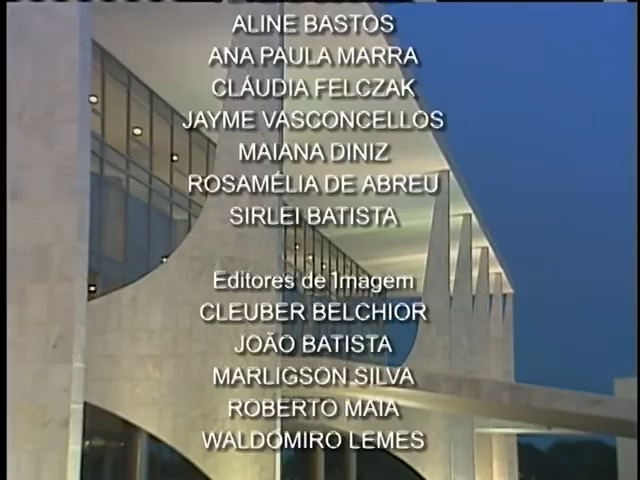 ALINE BASTOS
ANA PAULA MARRA
CLÁUDIA FELCZAK
JAYME VASCONCELLOS
MAIANA DINIZ
ROSAMÉLIA DE ABREU
SIRLEI BATISTA
Editores de Imagem
CLEUBER BELCHIOR
JOÃO BATISTA
MARLIGSON SILVA
ROBERTO MAIA
WALDOMIRO LEMES